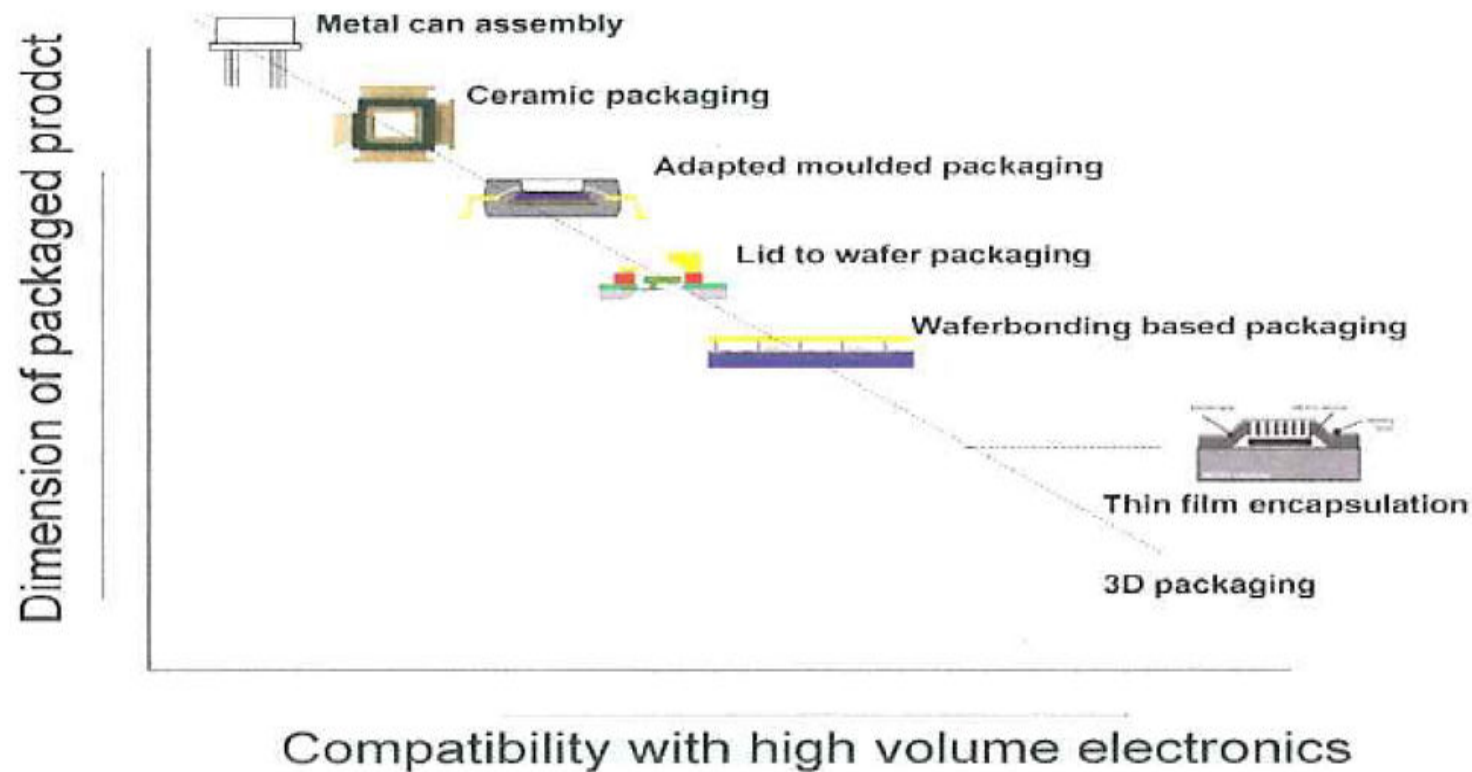 Metal can assembly
Ceramic packaging
Adapted moulded packaging
Lid to wafer packaging
Waferbonding based packaging
Thin film encapsulation
3D packaging
Dimension of packaged prodct
Compatibility with high volume electronics